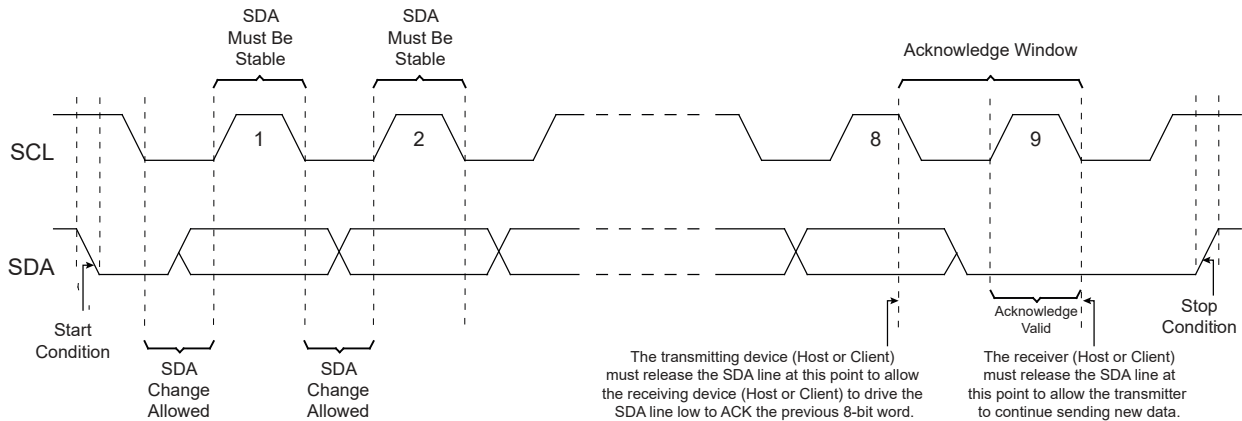 SDA
Must Be
Stable
SDA
Must Be
Stable
Acknowledge Window
SCL
1
2
8
9
SDA
Start
Condition
SDA
Change
Allowed
SDA
Change
Allowed
Acknowledge
Valid
Stop
Condition
The transmitting device (Host or Client)
must release the SDA line at this point to allow
the receiving device (Host or Client) to drive the
SDA line low to ACK the previous 8-bit word.
The receiver (Host or Client)
must release the SDA line at
this point to allow the transmitter
to continue sending new data.